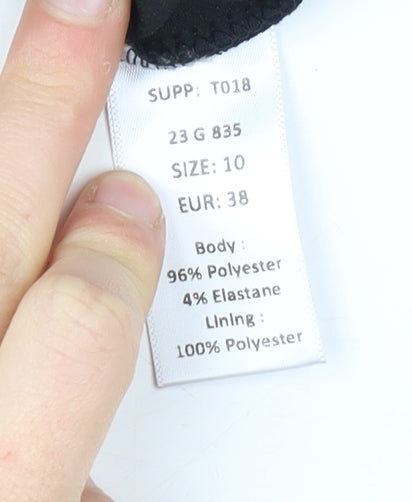 SUPP: T018
23 G 835
SIZE: 10
EUR: 38
Body :
96% Polyester
4% Elastane
Lining :
100% Polyester